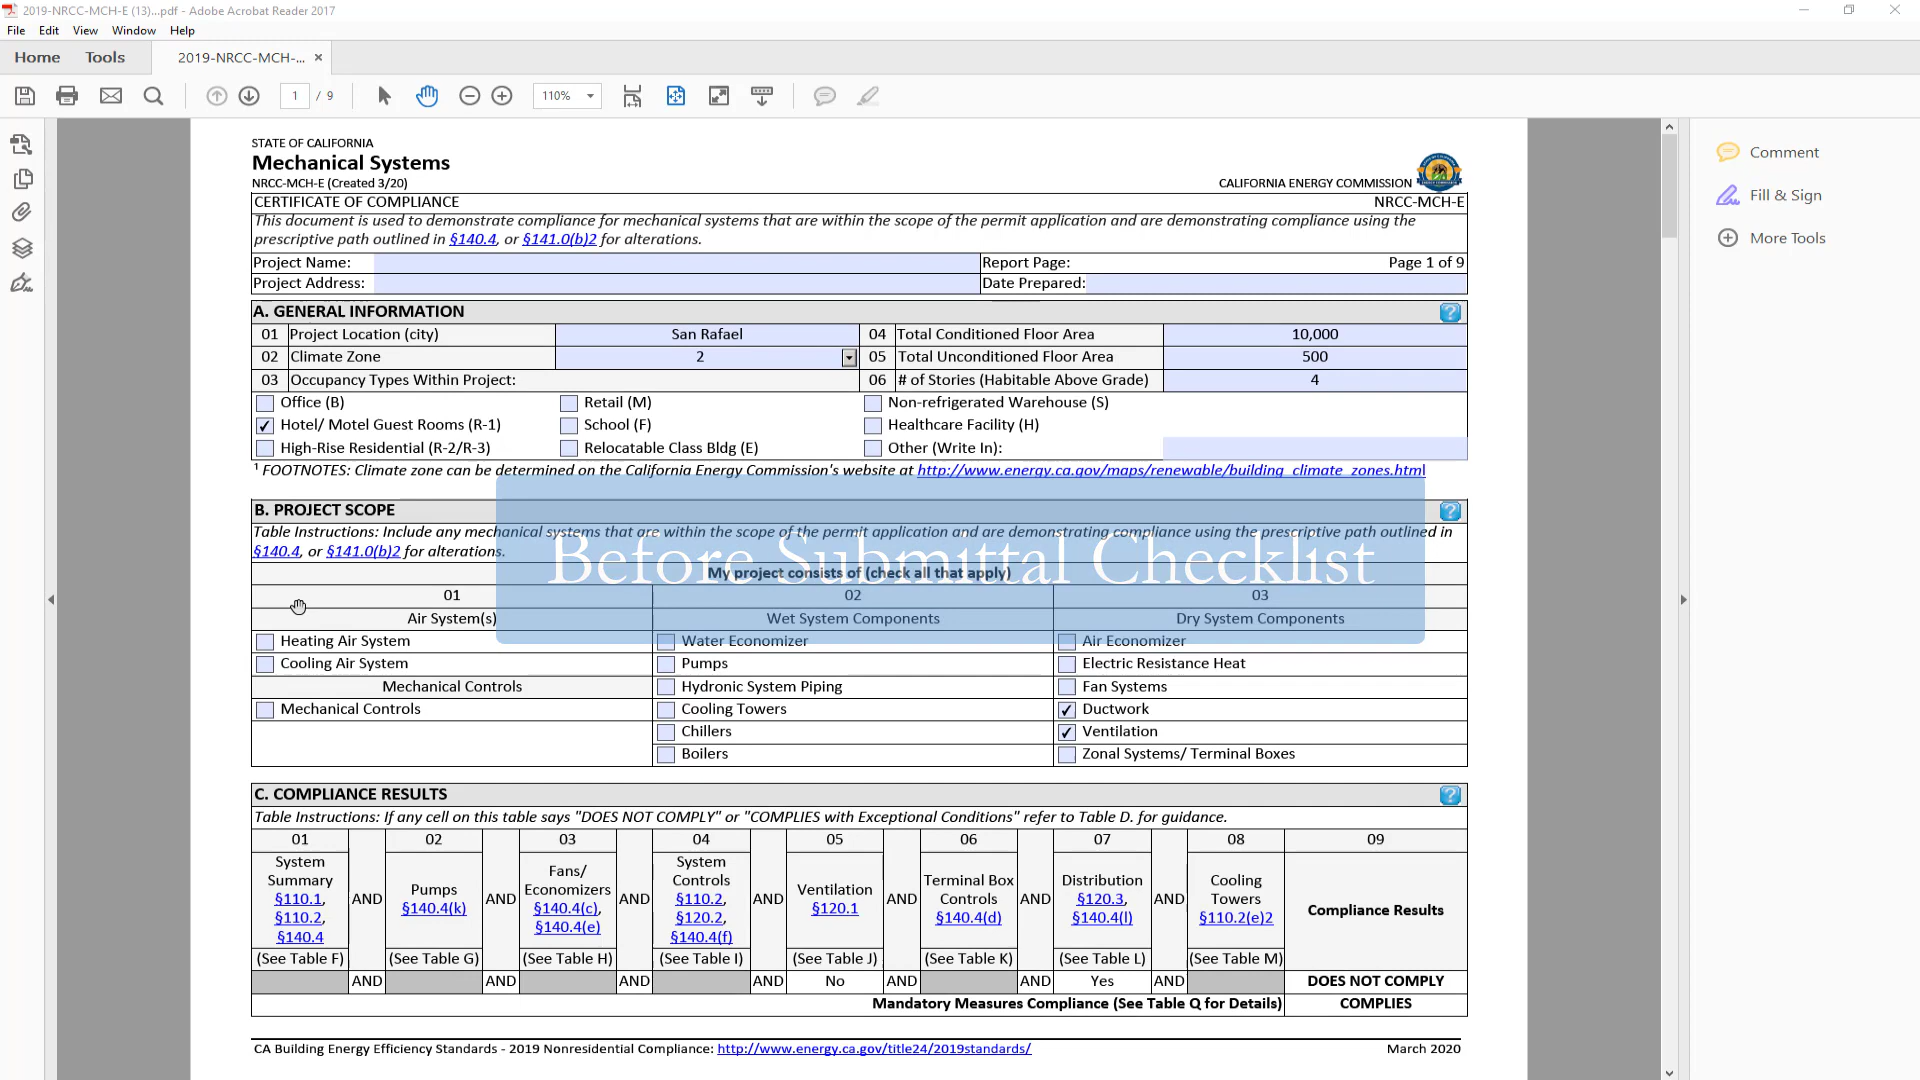 2019-NRCC-MCH-E (13)...pdf - Adobe Acrobat Reader 2017
File Edit View Window Help
Home Tools 2019-NRCC-MCH-... ×
1 / 9 110%
Comment
Fill & Sign
More Tools
STATE OF CALIFORNIA
Mechanical Systems
NRCC-MCH-E (Created 3/20) CALIFORNIA ENERGY COMMISSION
CERTIFICATE OF COMPLIANCE NRCC-MCH-E
This document is used to demonstrate compliance for mechanical systems that are within the scope of the permit application and are demonstrating compliance using the
prescriptive path outlined in §140.4, or §141.0(b)2 for alterations.
Project Name: Report Page: Page 1 of 9
Project Address: Date Prepared:
A. GENERAL INFORMATION ?
01 Project Location (city) San Rafael 04 Total Conditioned Floor Area 10,000
02 Climate Zone 2 05 Total Unconditioned Floor Area 500
03 Occupancy Types Within Project: 06 # of Stories (Habitable Above Grade) 4
Office (B) Retail (M) Non-refrigerated Warehouse (S)
Hotel/ Motel Guest Rooms (R-1) School (F) Healthcare Facility (H)
High-Rise Residential (R-2/R-3) Relocatable Class Bldg (E) Other (Write In):
¹ FOOTNOTES: Climate zone can be determined on the California Energy Commission's website at http://www.energy.ca.gov/maps/renewable/building_climate_zones.html
B. PROJECT SCOPE ?
Table Instructions: Include any mechanical systems that are within the scope of the permit application and are demonstrating compliance using the prescriptive path outlined in
§140.4, or §141.0(b)2 for alterations.
Before Submittal Checklist
My project consists of (check all that apply)
01 02 03
Air System(s) Wet System Components Dry System Components
Heating Air System Water Economizer Air Economizer
Cooling Air System Pumps Electric Resistance Heat
Mechanical Controls Hydronic System Piping Fan Systems
Mechanical Controls Cooling Towers Ductwork
Chillers Ventilation
Boilers Zonal Systems/ Terminal Boxes
C. COMPLIANCE RESULTS ?
Table Instructions: If any cell on this table says "DOES NOT COMPLY" or "COMPLIES with Exceptional Conditions" refer to Table D. for guidance.
01 02 03 04 05 06 07 08 09
System Summary §110.1, §110.2, §140.4 AND Pumps §140.4(k) AND Fans/ Economizers §140.4(c), §140.4(e) AND System Controls §110.2, §120.2, §140.4(f) AND Ventilation §120.1 AND Terminal Box Controls §140.4(d) AND Distribution §120.3, §140.4(l) AND Cooling Towers §110.2(e)2 Compliance Results
(See Table F) (See Table G) (See Table H) (See Table I) (See Table J) (See Table K) (See Table L) (See Table M)
AND AND AND AND No AND AND Yes AND DOES NOT COMPLY
Mandatory Measures Compliance (See Table Q for Details) COMPLIES
CA Building Energy Efficiency Standards - 2019 Nonresidential Compliance: http://www.energy.ca.gov/title24/2019standards/ March 2020